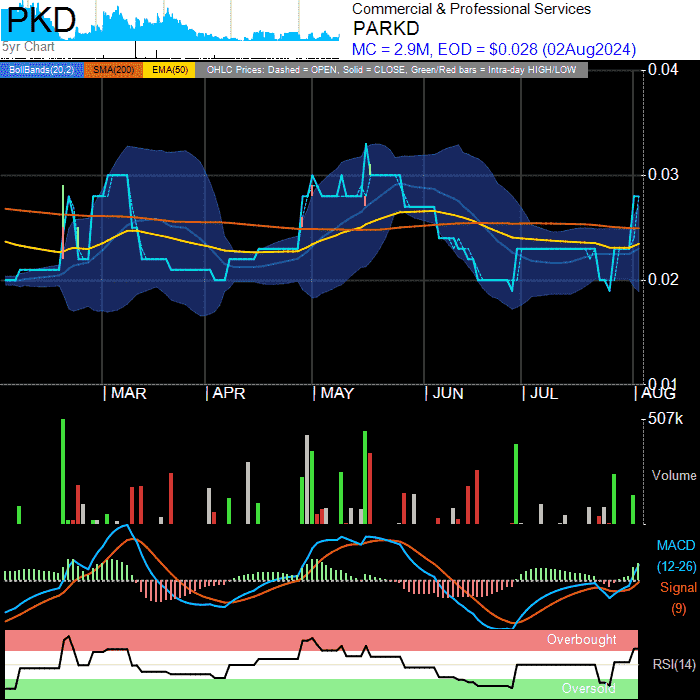 PKD
5yr Chart
Commercial & Professional Services
PARKD
MC = 2.9M, EOD = $0.028 (02Aug2024)
BollBands(20,2) SMA(200) EMA(50) OHLC Prices: Dashed = OPEN, Solid = CLOSE, Green/Red bars = Intra-day HIGH/LOW
0.04
0.03
0.02
0.01
MAR APR MAY JUN JUL AUG
507k
Volume
MACD
(12-26)
Signal
(9)
Overbought
RSI(14)
Oversold